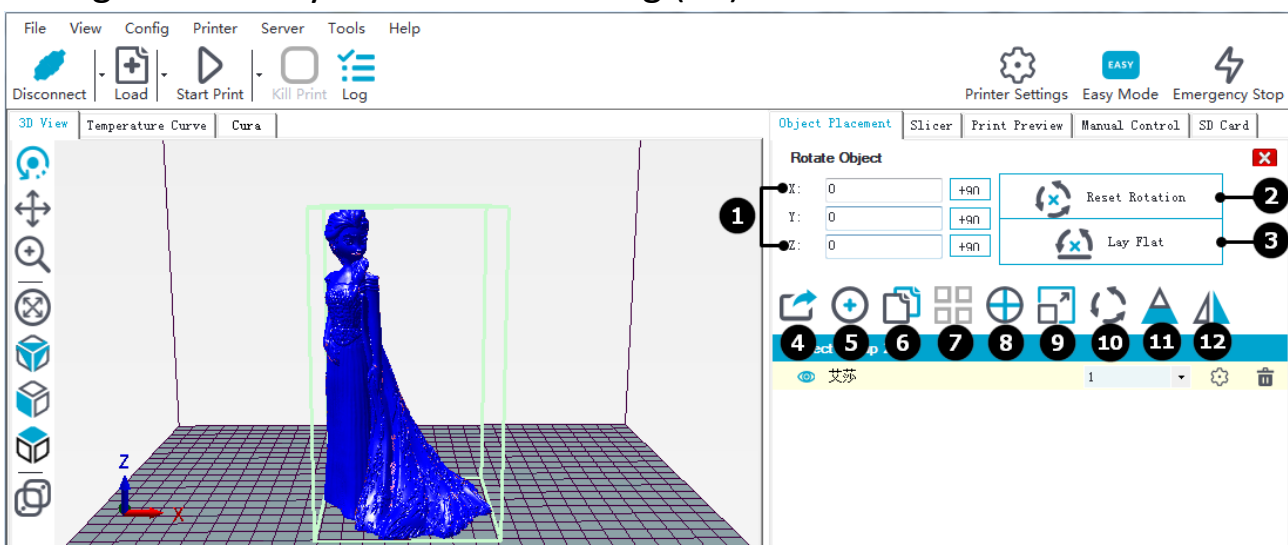 File View Config Printer Server Tools Help
Disconnect Load Start Print Kill Print Log
EASY
Printer Settings Easy Mode Emergency Stop
3D View Temperature Curve Cura
Object Placement Slicer Print Preview Manual Control SD Card
Rotate Object
X: 0 +90
Y: 0 +90
Z: 0 +90
Reset Rotation
Lay Flat
1
2
3
4 5 6 7 8 9 10 11 12
艾莎 1
Z
X